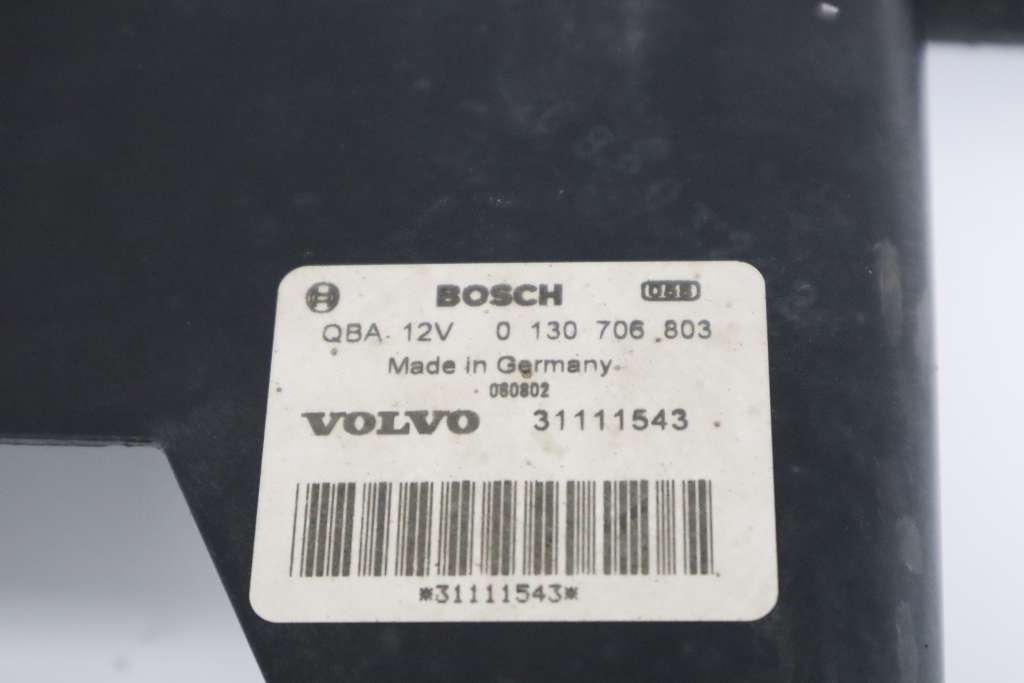 BOSCH
QBA 12V 0 130 706 803
Made in Germany
060802
VOLVO 31111543
*31111543*